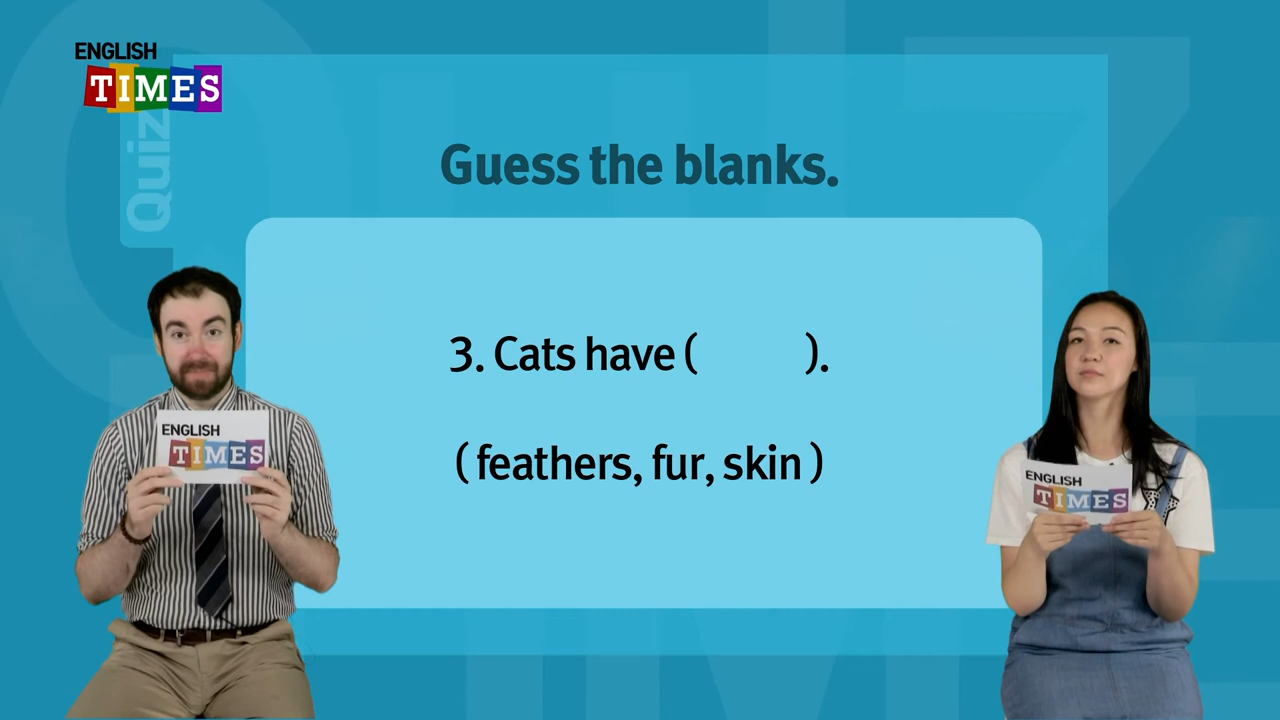 ENGLISH
TIMES
Quiz
Guess the blanks.
3. Cats have (          ).
( feathers, fur, skin )
ENGLISH
TIMES
ENGLISH
TIMES